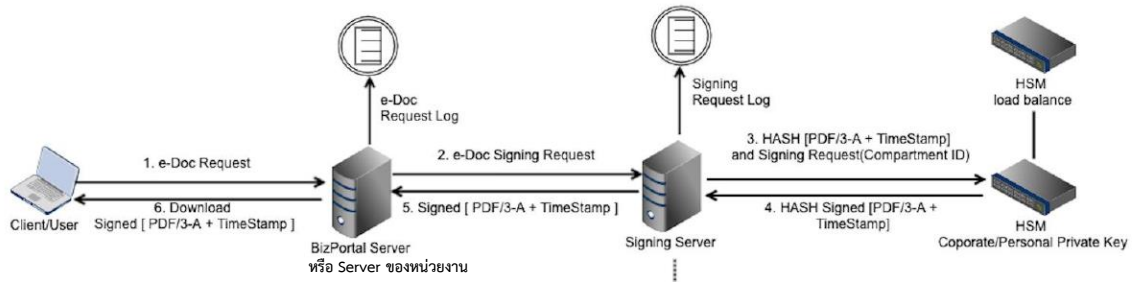 e-Doc
Request Log
Signing
Request Log
HSM
load balance
1. e-Doc Request
2. e-Doc Signing Request
3. HASH [PDF/3-A + TimeStamp]
and Signing Request(Compartment ID)
6. Download
Signed [ PDF/3-A + TimeStamp ]
5. Signed [ PDF/3-A + TimeStamp ]
4. HASH Signed [PDF/3-A +
TimeStamp]
Client/User
BizPortal Server
หรือ Server ของหน่วยงาน
Signing Server
HSM
Coporate/Personal Private Key